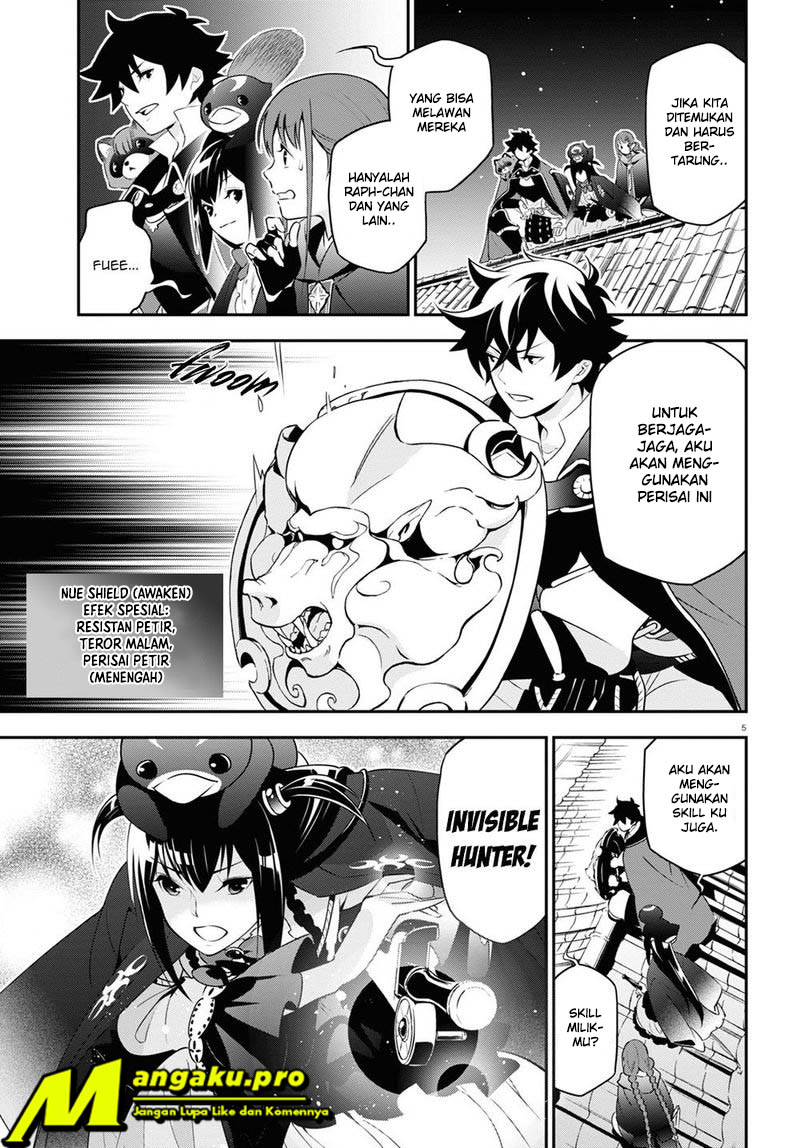 JIKA KITA
DITEMUKAN
DAN HARUS
BER-
TARUNG..
YANG BISA
MELAWAN
MEREKA
HANYALAH
RAPH-CHAN
DAN YANG
LAIN..
FUEE...
UNTUK
BERJAGA-
JAGA, AKU
AKAN MENG-
GUNAKAN
PERISAI INI
NUE SHIELD (AWAKEN)
EFEK SPESIAL:
RESISTAN PETIR,
TEROR MALAM,
PERISAI PETIR
(MENENGAH)
5
AKU AKAN
MENG-
GUNAKAN
SKILL KU
JUGA.
SKILL
MILIK-
MU?
INVISIBLE
HUNTER!
Mangaku.pro
Jangan Lupa Like dan Komennya